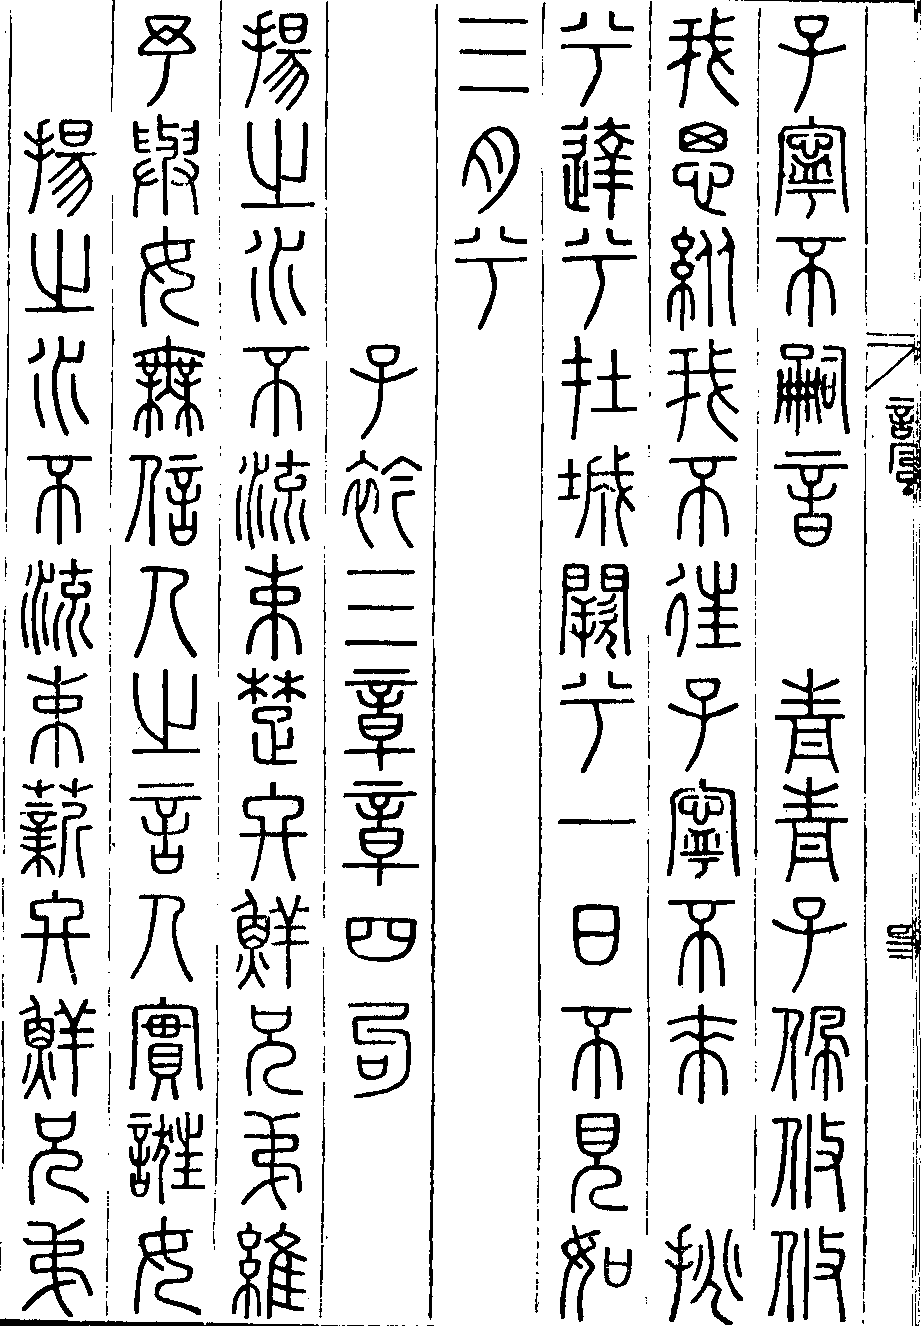 子寧不嗣音　青青子佩攸攸
我思縱我不往子寧不來　挑
兮達兮在城闕兮一日不見如
三月兮
子衿三章章四句
揚之水不流束楚終鮮兄弟維
予與女無信人之言人實誑女
揚之水不流束薪終鮮兄弟